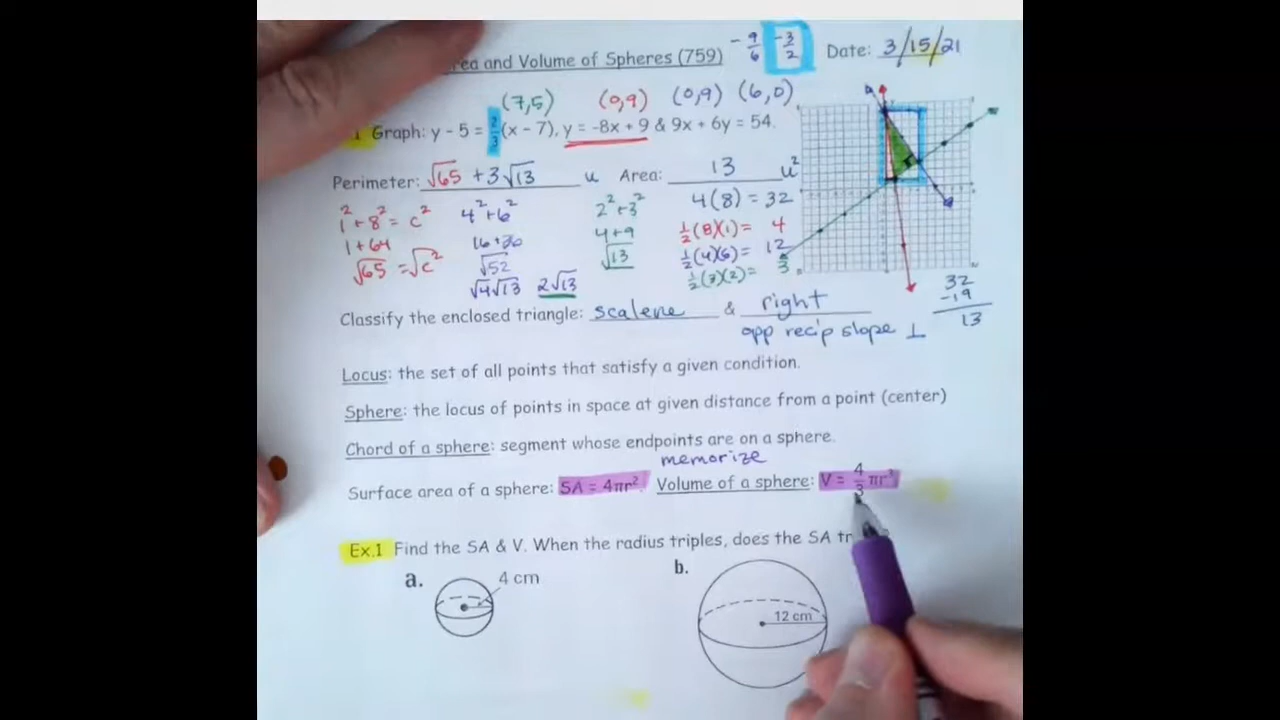 and Volume of Spheres (759) -9/6 -3/2 Date: 3/15/21
(7,5) (0,9) (0,9) (6,0)
Graph: y - 5 = 2/3(x - 7), y = -8x + 9 & 9x + 6y = 54.
Perimeter: √65 + 3√13 u Area: 13 u²
1² + 8² = c² 4² + 6² 2² + 3² 4(8) = 32
1 + 64 16 + 36 4 + 9 ½(8)(1) = 4
√65 = √c² √52 √13 ½(4)(6) = 12
√4√13 2√13 ½(3)(2) = 3
32
-19
13
Classify the enclosed triangle: scalene & right
opp recip slope ⊥
Locus: the set of all points that satisfy a given condition.
Sphere: the locus of points in space at given distance from a point (center)
Chord of a sphere: segment whose endpoints are on a sphere.
memorize
Surface area of a sphere: SA = 4πr². Volume of a sphere: V = 4/3 πr³
Ex.1 Find the SA & V. When the radius triples, does the SA
a. 4 cm b. 12 cm